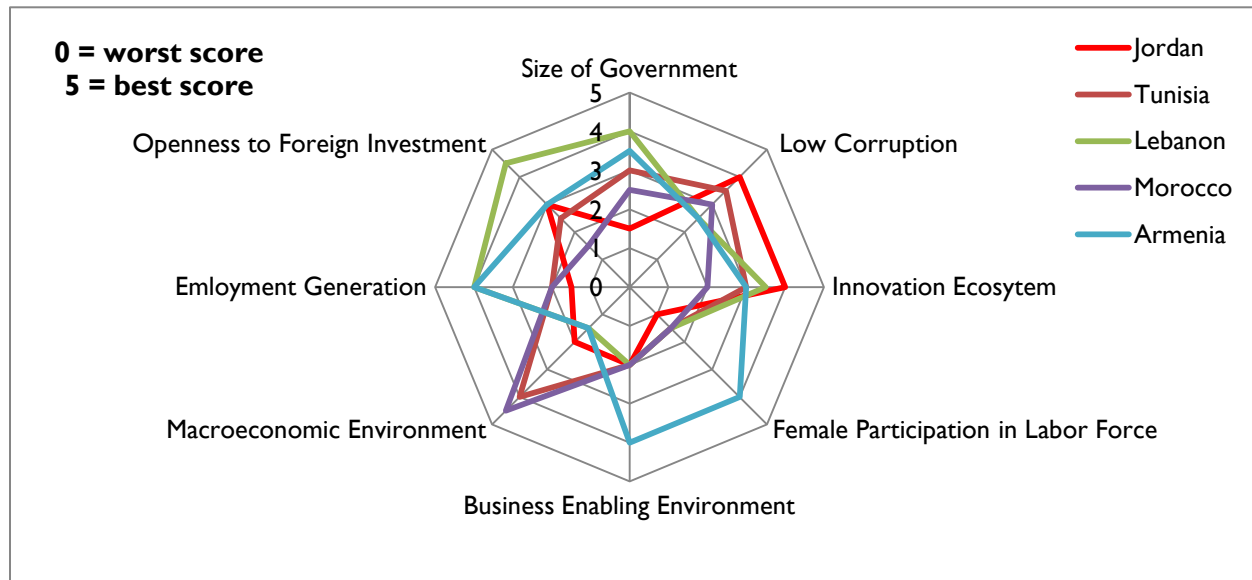 0 = worst score
5 = best score
Jordan
Tunisia
Lebanon
Morocco
Armenia
Size of Government
5
4
3
2
1
0
Low Corruption
Innovation Ecosytem
Female Participation in Labor Force
Business Enabling Environment
Macroeconomic Environment
Emloyment Generation
Openness to Foreign Investment